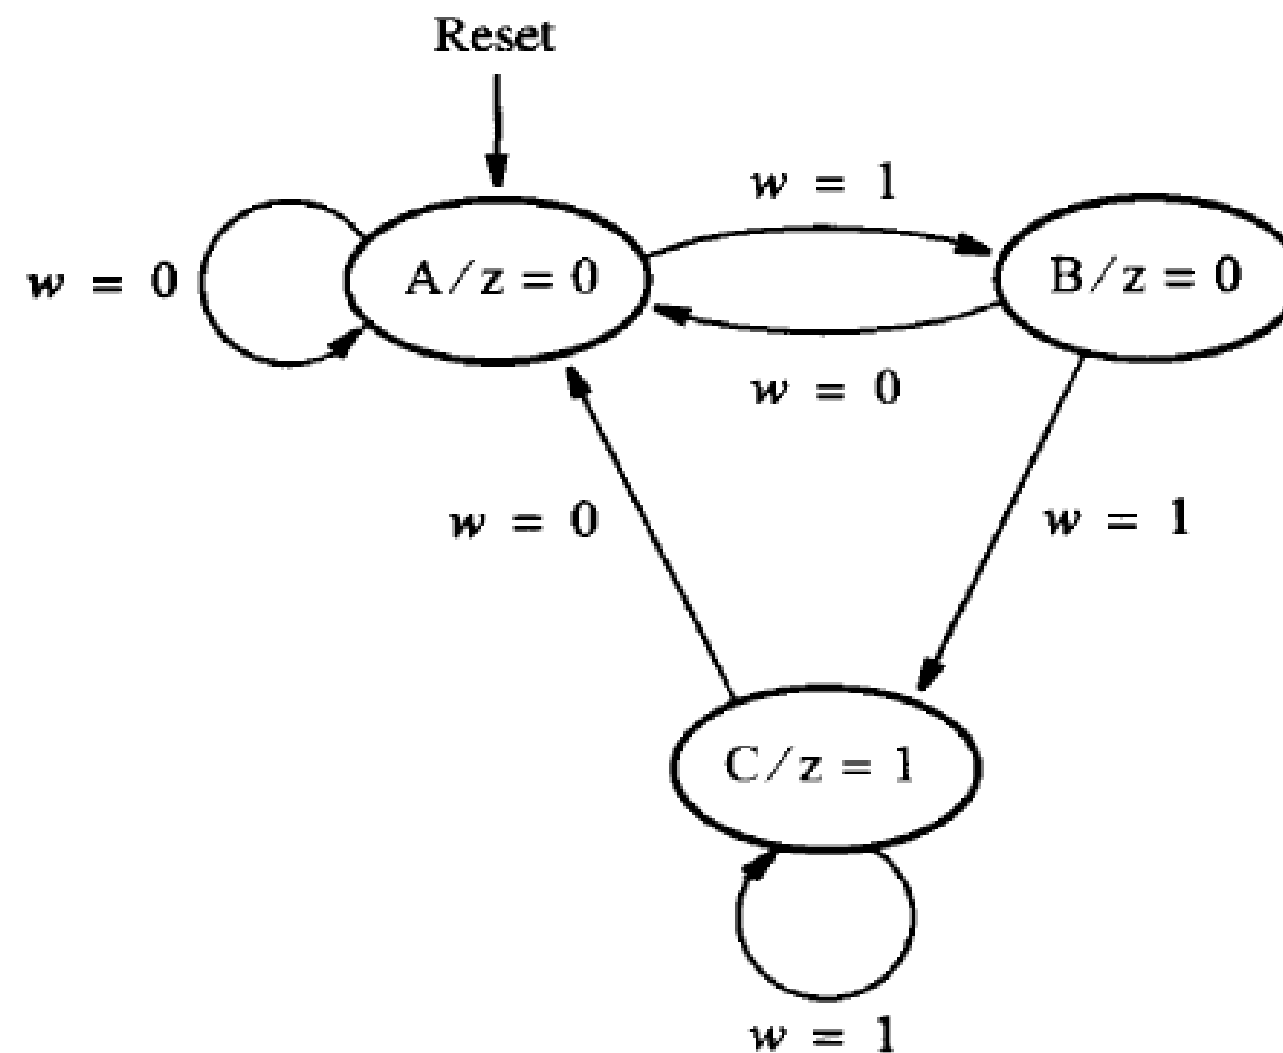 Reset
w = 1
w = 0
A/z = 0
B/z = 0
w = 0
w = 0
w = 1
C/z = 1
w = 1